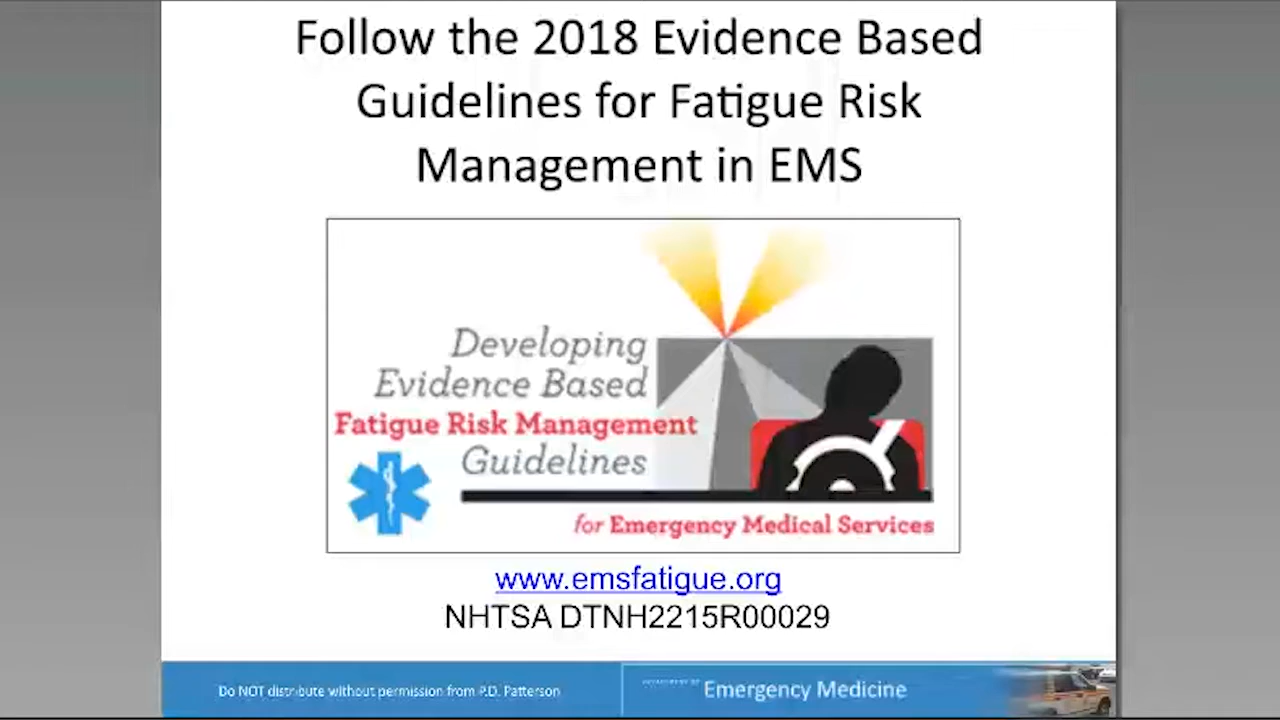 Follow the 2018 Evidence Based
Guidelines for Fatigue Risk
Management in EMS
Developing
Evidence Based
Fatigue Risk Management
Guidelines
for Emergency Medical Services
www.emsfatigue.org
NHTSA DTNH2215R00029
Do NOT distribute without permission from P.D. Patterson
Emergency Medicine